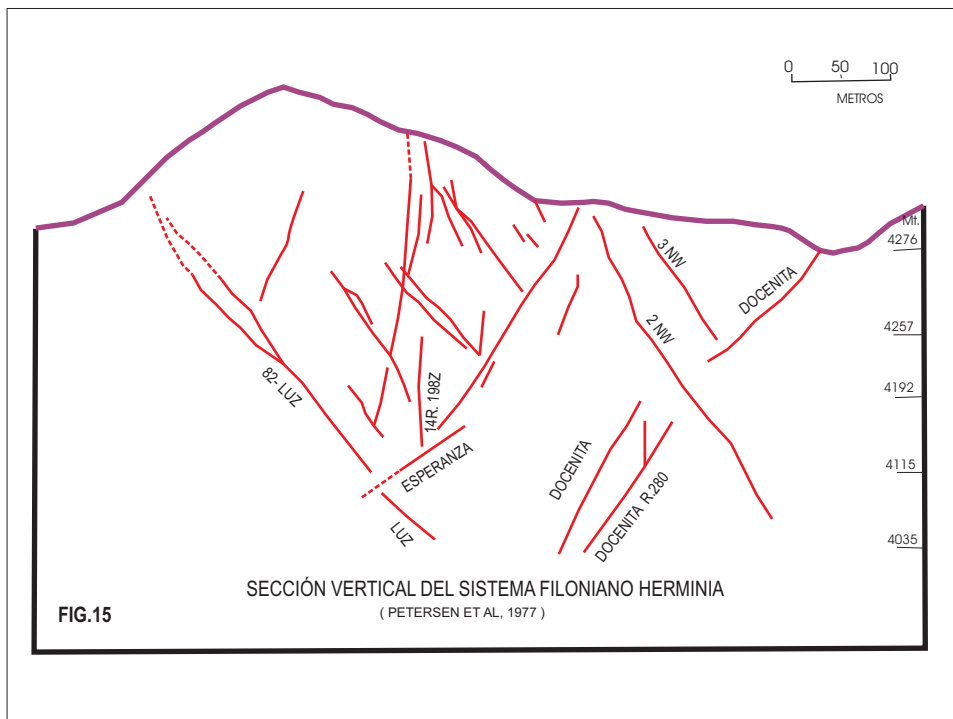 0 50 100
METROS
Mt.
4276
3 NW
DOCENITA
2 NW
4257
82- LUZ
14R. 198Z
4192
ESPERANZA
DOCENITA
DOCENITA R.280
4115
LUZ
4035
SECCIÓN VERTICAL DEL SISTEMA FILONIANO HERMINIA
( PETERSEN ET AL, 1977 )
FIG.15